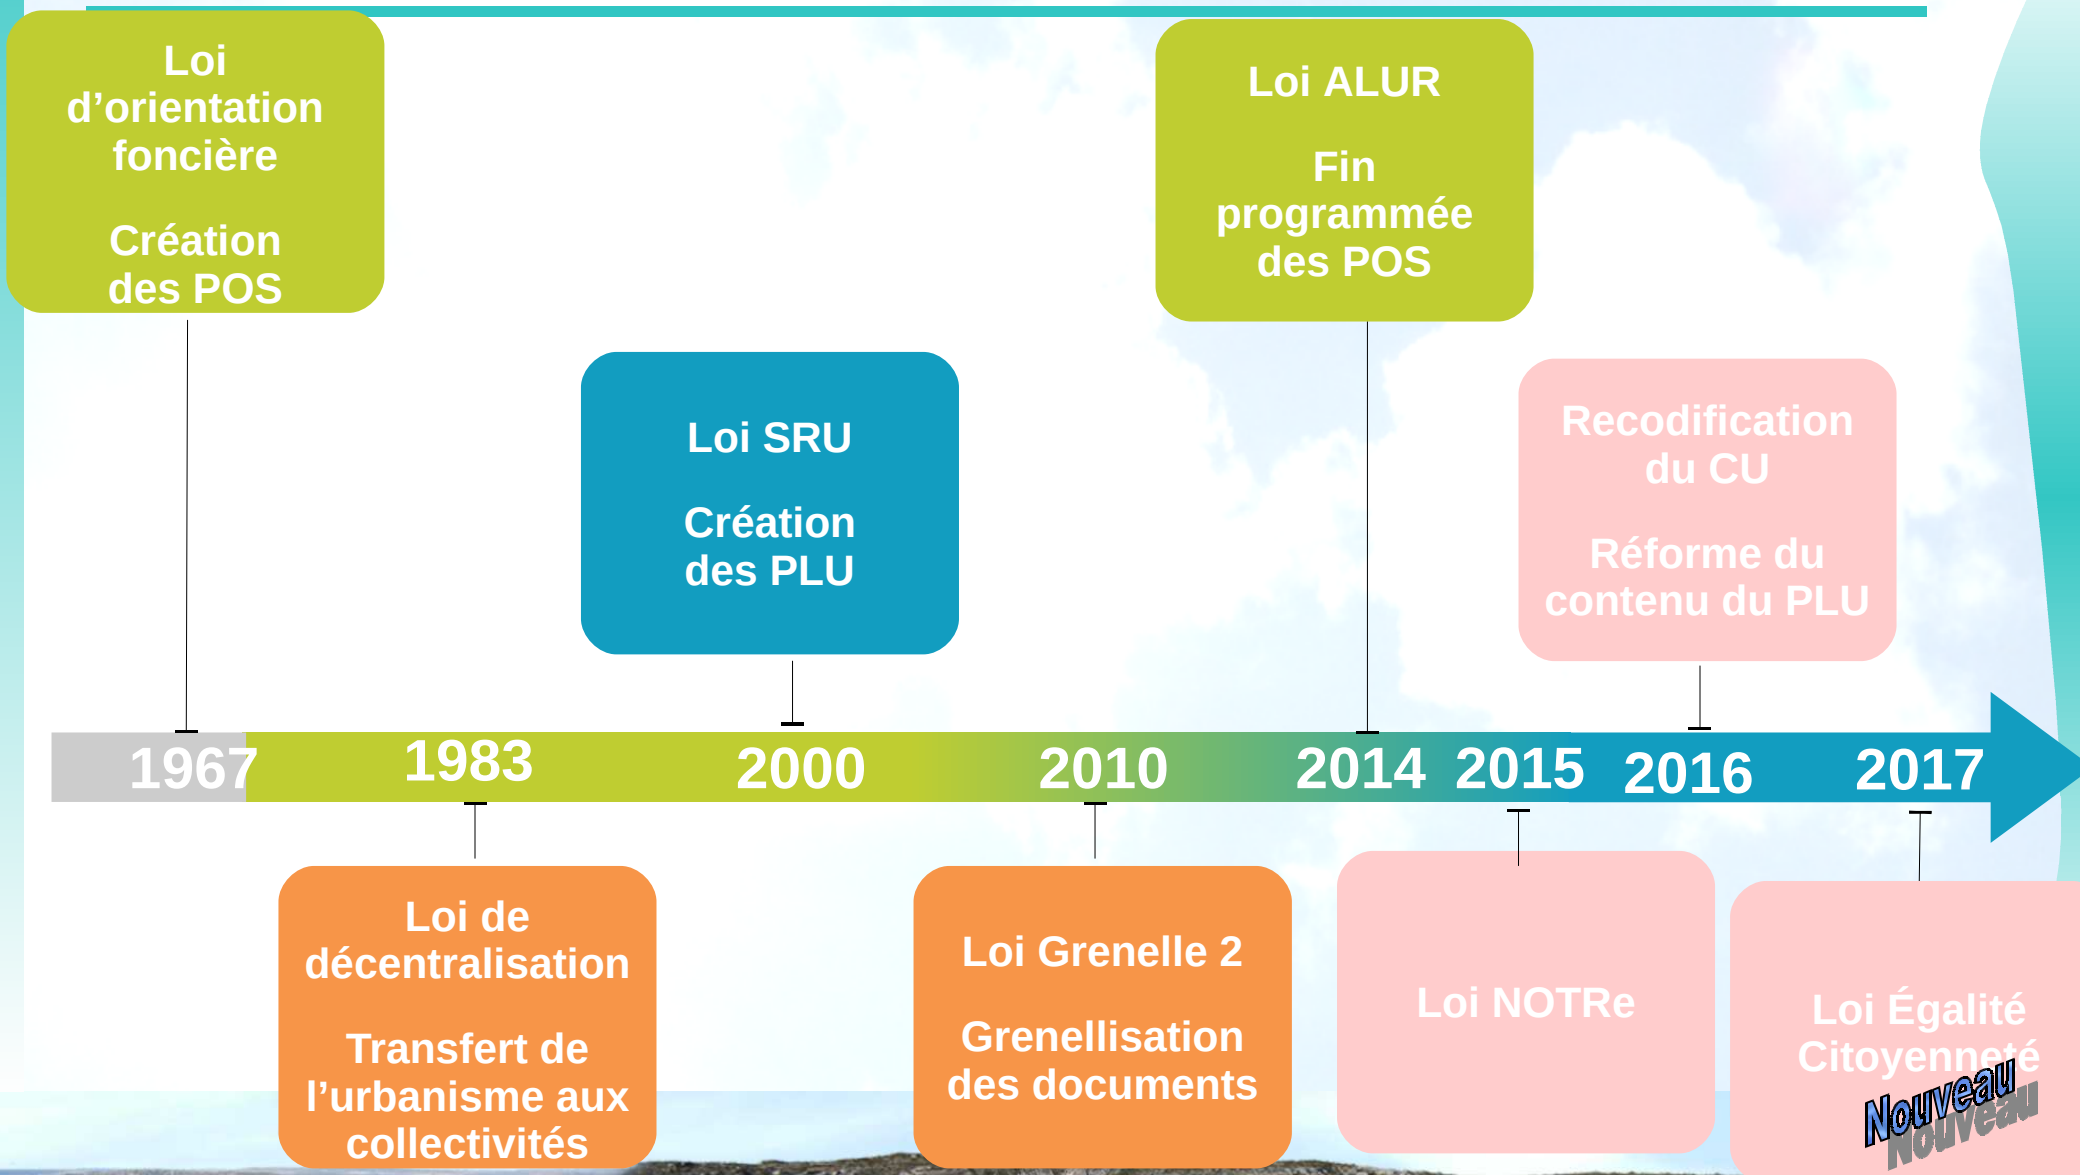 Loi
d’orientation
foncière
Création
des POS
Loi ALUR
Fin
programmée
des POS
Loi SRU
Création
des PLU
Recodification
du CU
Réforme du
contenu du PLU
1967
1983
2000
2010
2014
2015
2016
2017
Loi de
décentralisation
Transfert de
l’urbanisme aux
collectivités
Loi Grenelle 2
Grenellisation
des documents
Loi NOTRe
Loi Égalité
Citoyenneté
Nouveau